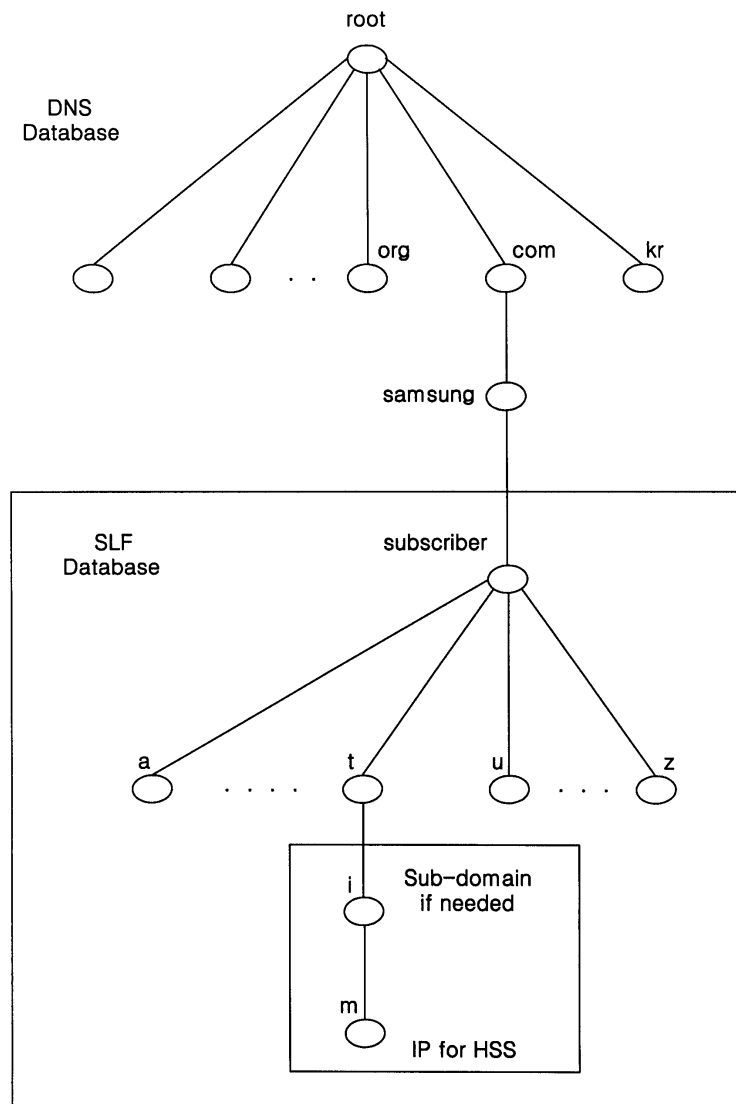 root
DNS
Database
org
com
kr
. .
samsung
SLF
Database
subscriber
a
t
u
z
. . . .
. . .
i
Sub-domain
if needed
m
IP for HSS